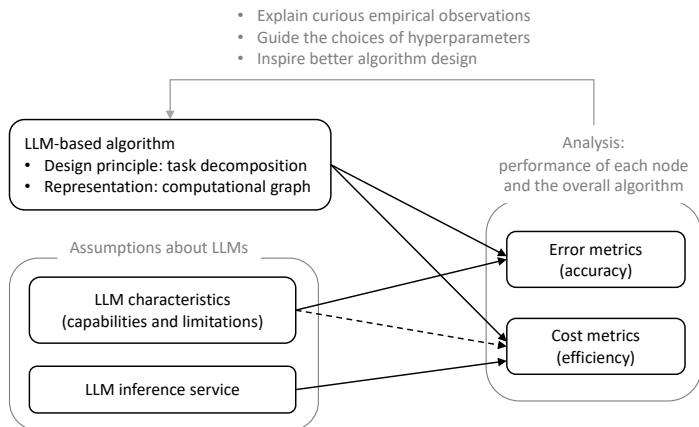 • Explain curious empirical observations
• Guide the choices of hyperparameters
• Inspire better algorithm design
LLM-based algorithm
• Design principle: task decomposition
• Representation: computational graph
Analysis:
performance of each node
and the overall algorithm
Assumptions about LLMs
LLM characteristics
(capabilities and limitations)
LLM inference service
Error metrics
(accuracy)
Cost metrics
(efficiency)